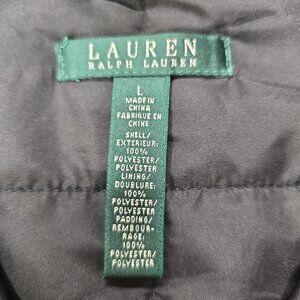 LAUREN
RALPH LAUREN
L
MADE IN
CHINA
FABRIQUE EN
CHINE
SHELL/
EXTERIEUR:
100%
POLYESTER/
POLYESTER
LINING/
DOUBLURE:
100%
POLYESTER/
POLYESTER
PADDING/
REMBOUR-
RAGE: 100%
POLYESTER/
POLYESTER